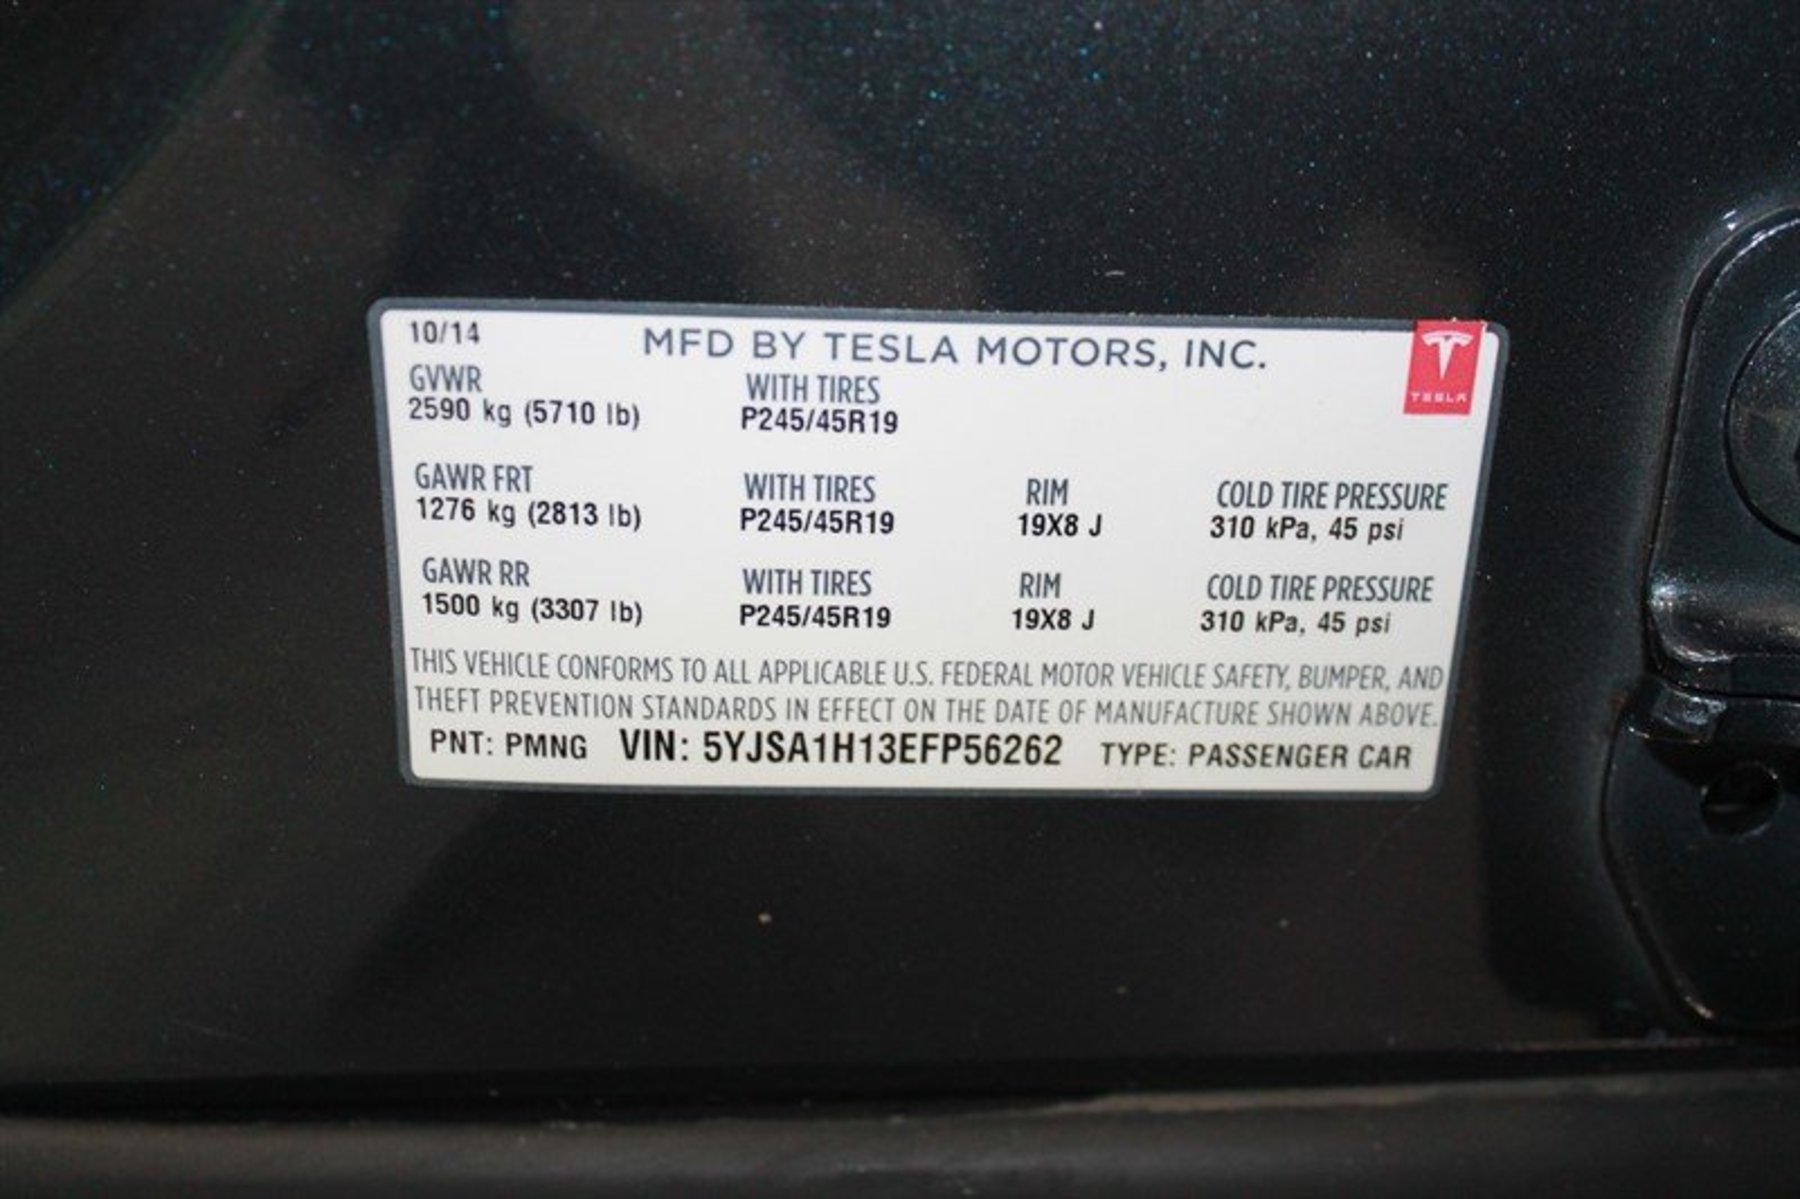 10/14
MFD BY TESLA MOTORS, INC.
TESLA
GVWR WITH TIRES
2590 kg (5710 lb) P245/45R19
GAWR FRT WITH TIRES RIM COLD TIRE PRESSURE
1276 kg (2813 lb) P245/45R19 19X8 J 310 kPa, 45 psi
GAWR RR WITH TIRES RIM COLD TIRE PRESSURE
1500 kg (3307 lb) P245/45R19 19X8 J 310 kPa, 45 psi
THIS VEHICLE CONFORMS TO ALL APPLICABLE U.S. FEDERAL MOTOR VEHICLE SAFETY, BUMPER, AND
THEFT PREVENTION STANDARDS IN EFFECT ON THE DATE OF MANUFACTURE SHOWN ABOVE.
PNT: PMNG VIN: 5YJSA1H13EFP56262 TYPE: PASSENGER CAR